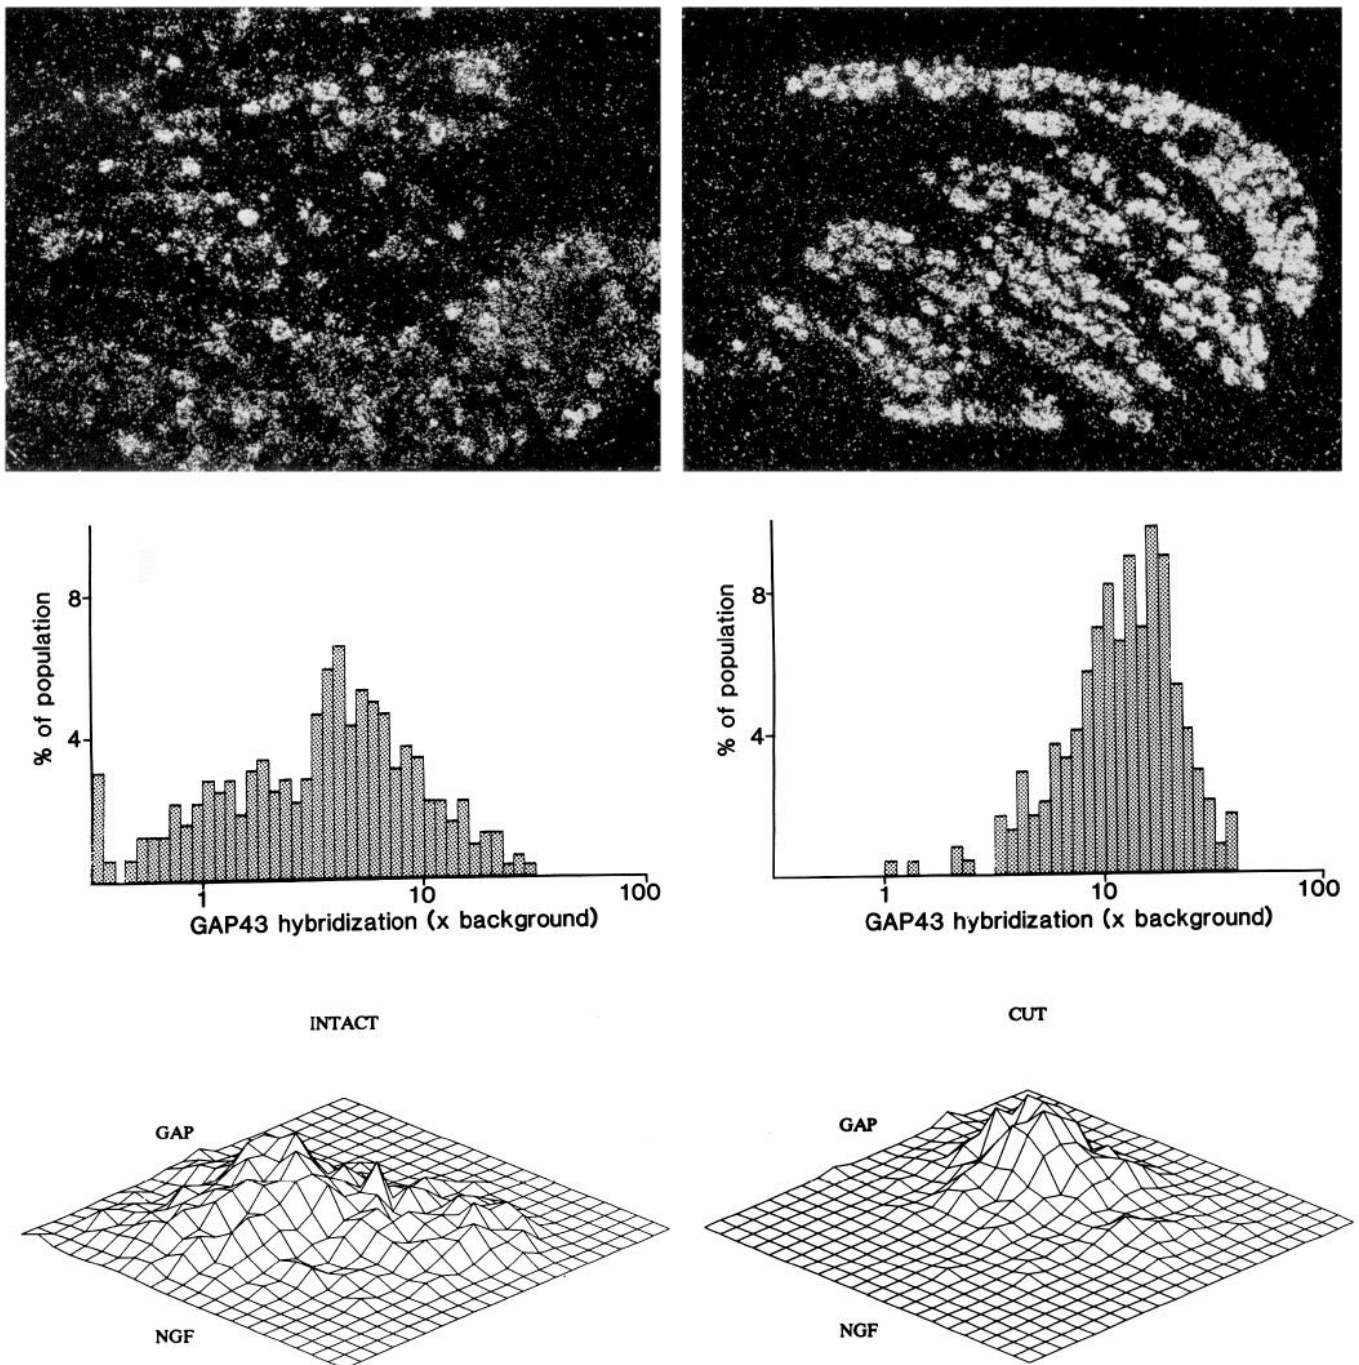 8
4
% of population
1
10
100
GAP43 hybridization (x background)
8
4
% of population
10
100
GAP43 hybridization (x background)
1
INTACT
CUT
GAP
NGF
GAP
NGF